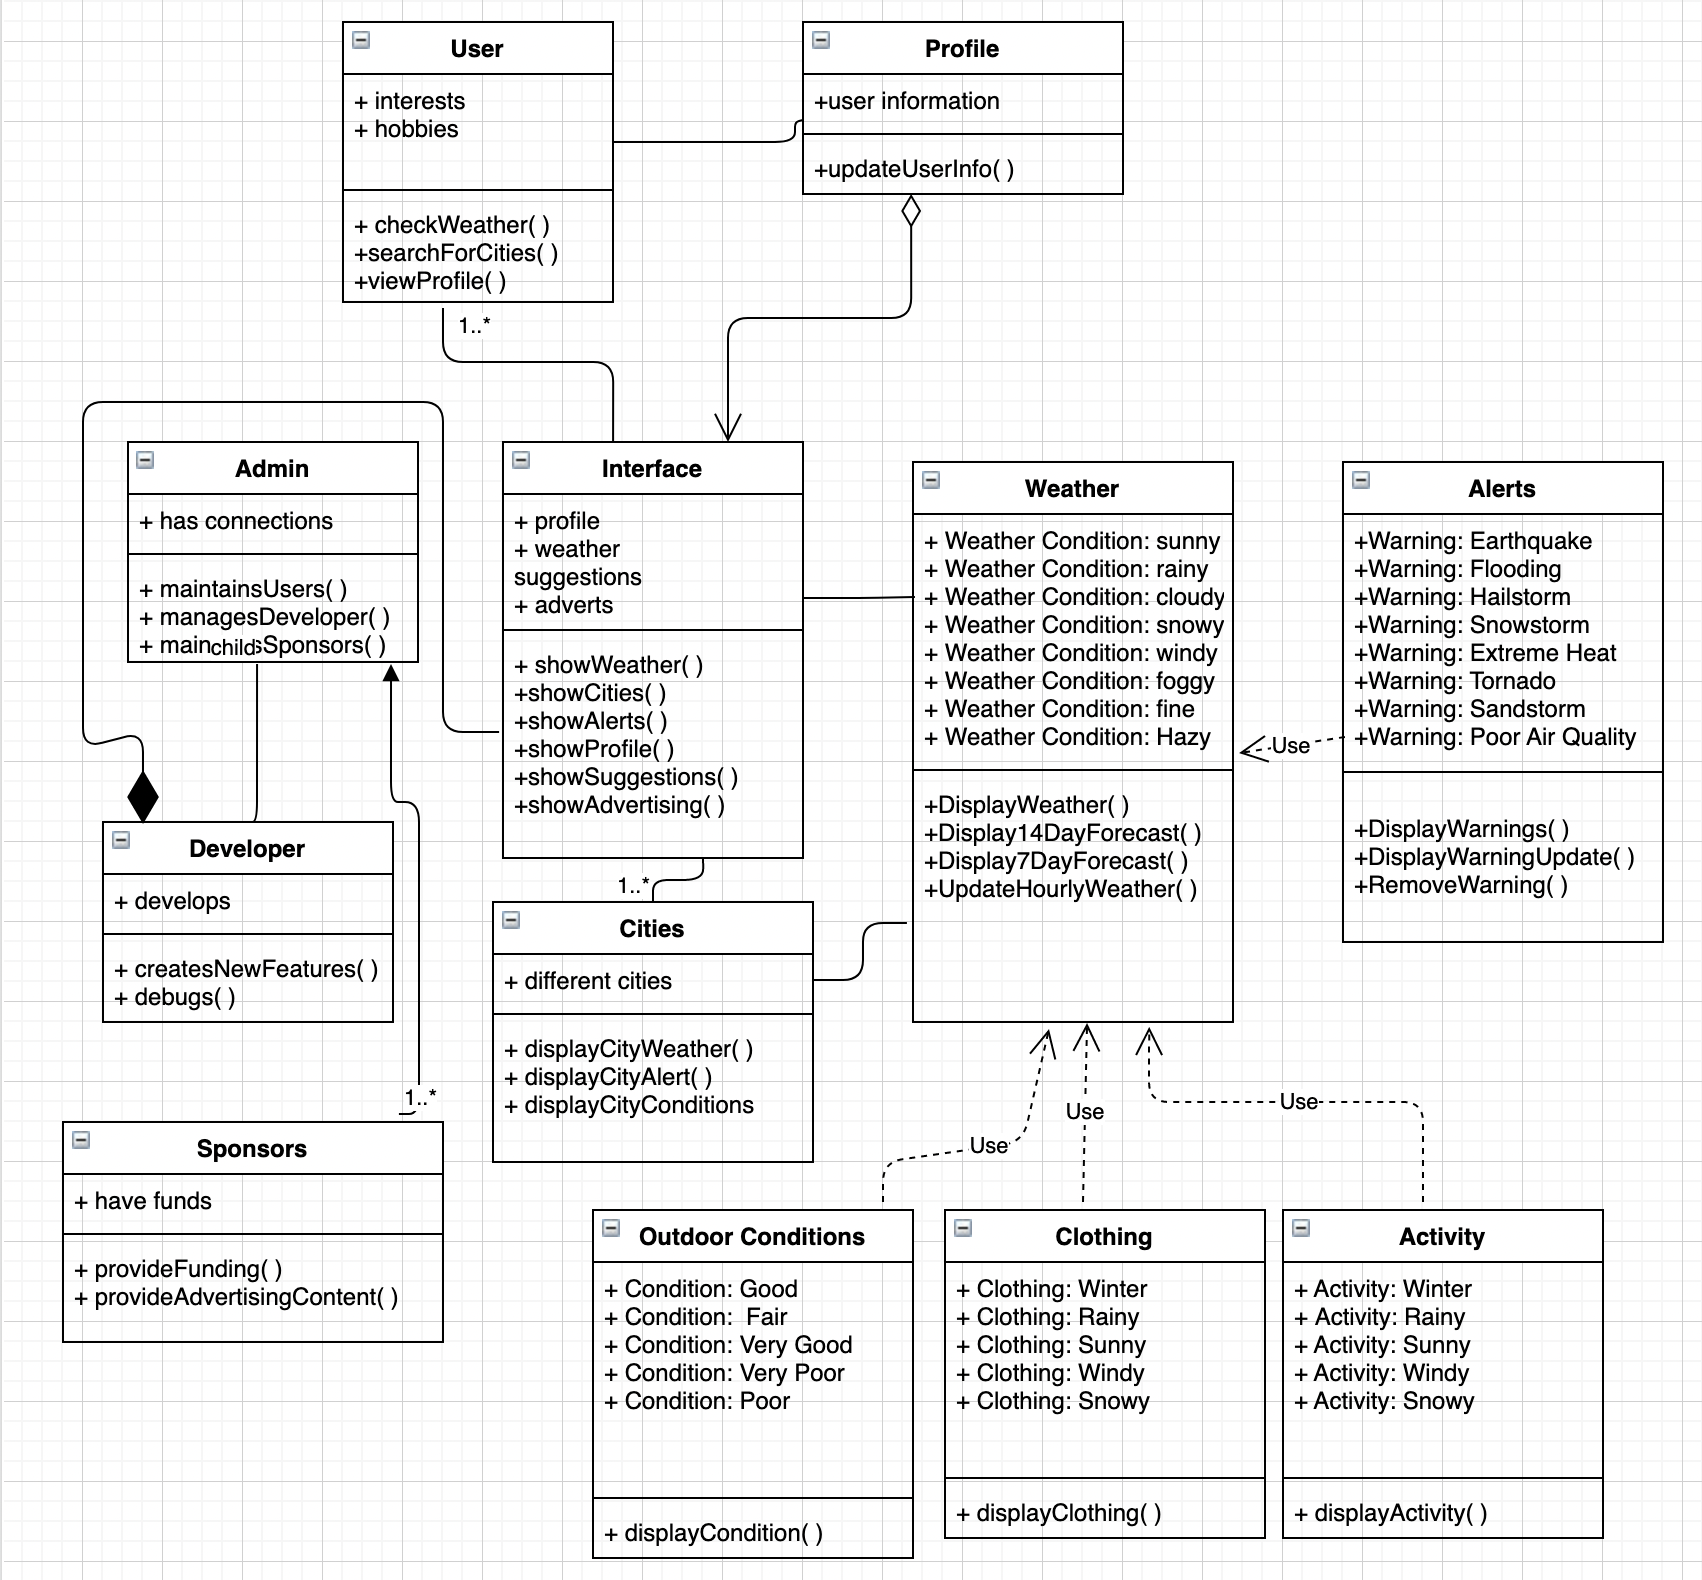 User
+ interests
+ hobbies
+ checkWeather( )
+searchForCities( )
+viewProfile( )
1..*
Profile
+user information
+updateUserInfo( )
Admin
+ has connections
+ maintainsUsers( )
+ managesDeveloper( )
+ main
child
sSponsors( )
Interface
+ profile
+ weather
suggestions
+ adverts
+ showWeather( )
+showCities( )
+showAlerts( )
+showProfile( )
+showSuggestions( )
+showAdvertising( )
Weather
+ Weather Condition: sunny
+ Weather Condition: rainy
+ Weather Condition: cloudy
+ Weather Condition: snowy
+ Weather Condition: windy
+ Weather Condition: foggy
+ Weather Condition: fine
+ Weather Condition: Hazy
+DisplayWeather( )
+Display14DayForecast( )
+Display7DayForecast( )
+UpdateHourlyWeather( )
Use
Alerts
+Warning: Earthquake
+Warning: Flooding
+Warning: Hailstorm
+Warning: Snowstorm
+Warning: Extreme Heat
+Warning: Tornado
+Warning: Sandstorm
+Warning: Poor Air Quality
+DisplayWarnings( )
+DisplayWarningUpdate( )
+RemoveWarning( )
Developer
+ develops
+ createsNewFeatures( )
+ debugs( )
1..*
Cities
+ different cities
+ displayCityWeather( )
+ displayCityAlert( )
+ displayCityConditions
1..*
Sponsors
+ have funds
+ provideFunding( )
+ provideAdvertisingContent( )
Use
Use
Use
Outdoor Conditions
+ Condition: Good
+ Condition:  Fair
+ Condition: Very Good
+ Condition: Very Poor
+ Condition: Poor
+ displayCondition( )
Clothing
+ Clothing: Winter
+ Clothing: Rainy
+ Clothing: Sunny
+ Clothing: Windy
+ Clothing: Snowy
+ displayClothing( )
Activity
+ Activity: Winter
+ Activity: Rainy
+ Activity: Sunny
+ Activity: Windy
+ Activity: Snowy
+ displayActivity( )